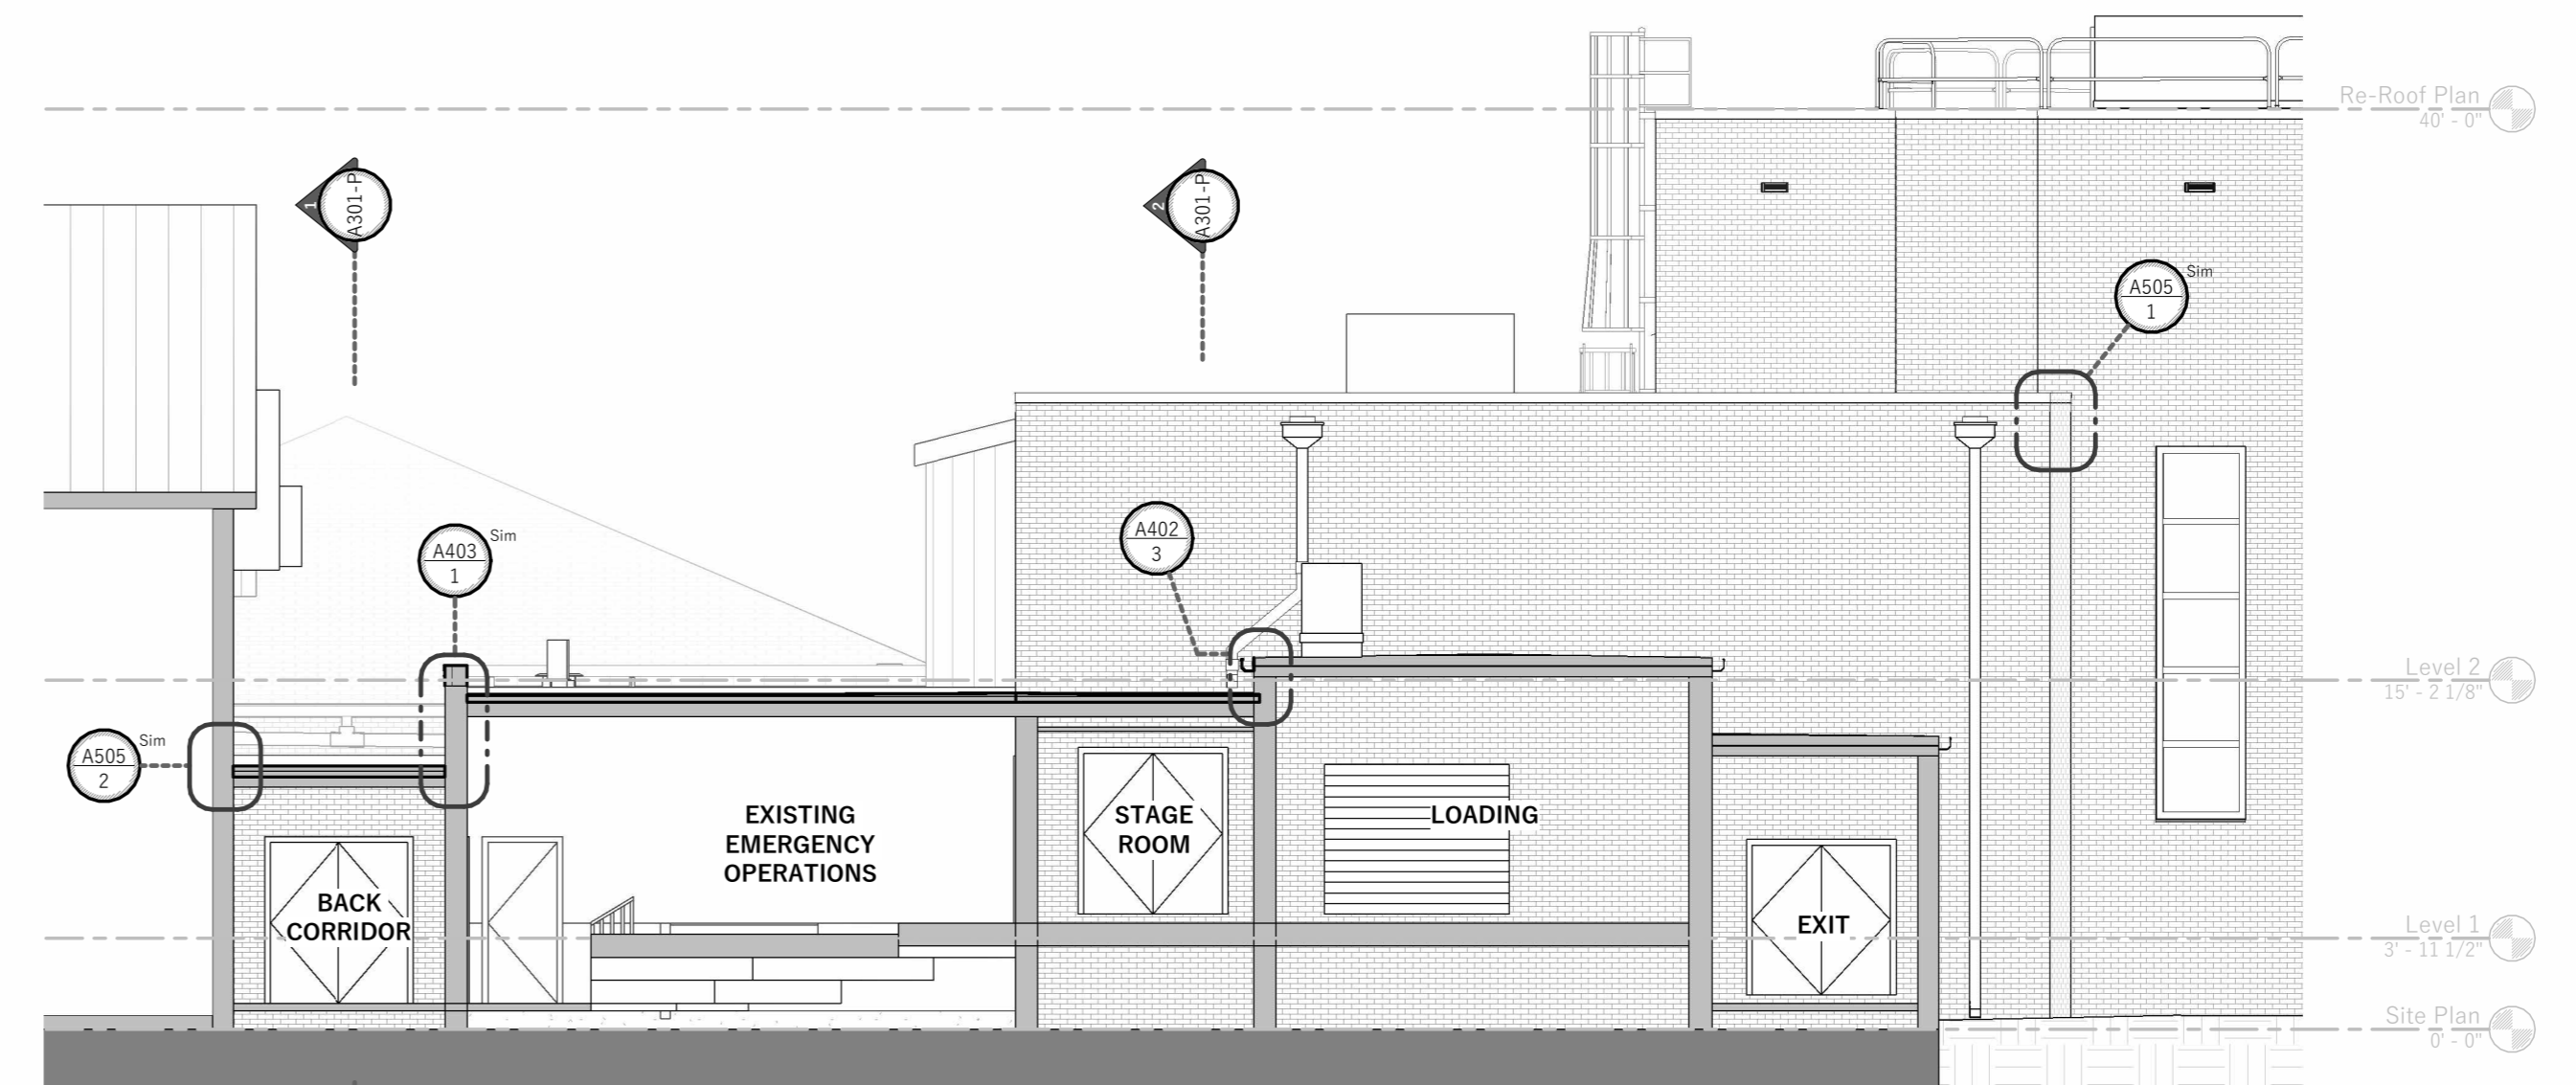 Re-Roof Plan
40' - 0"
1
A301-P
2
A301-P
Sim
A505
1
A403
Sim
1
A402
3
Level 2
15' - 2 1/8"
A505
Sim
2
EXISTING
EMERGENCY
OPERATIONS
STAGE
ROOM
LOADING
BACK
CORRIDOR
EXIT
Level 1
3' - 11 1/2"
Site Plan
0' - 0"